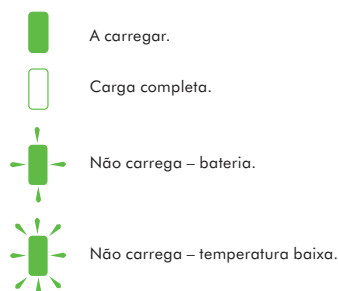 A carregar.
Carga completa.
Não carrega – bateria.
Não carrega – temperatura baixa.